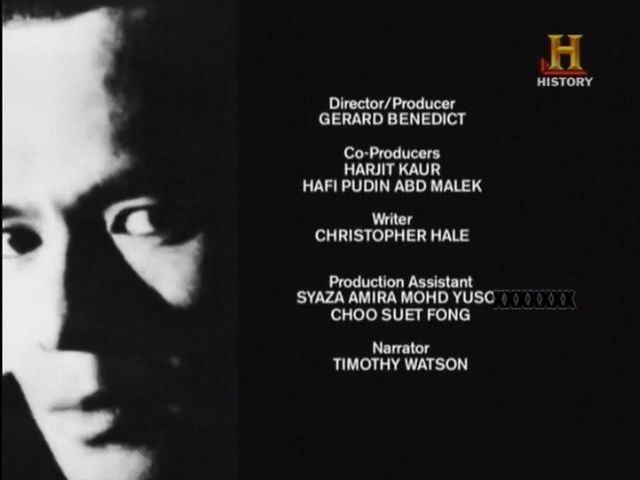 H
HISTORY
Director/Producer
GERARD BENEDICT
Co-Producers
HARJIT KAUR
HAFI PUDIN ABD MALEK
Writer
CHRISTOPHER HALE
Production Assistant
SYAZA AMIRA MOHD
CHOO SUET FONG
Narrator
TIMOTHY WATSON